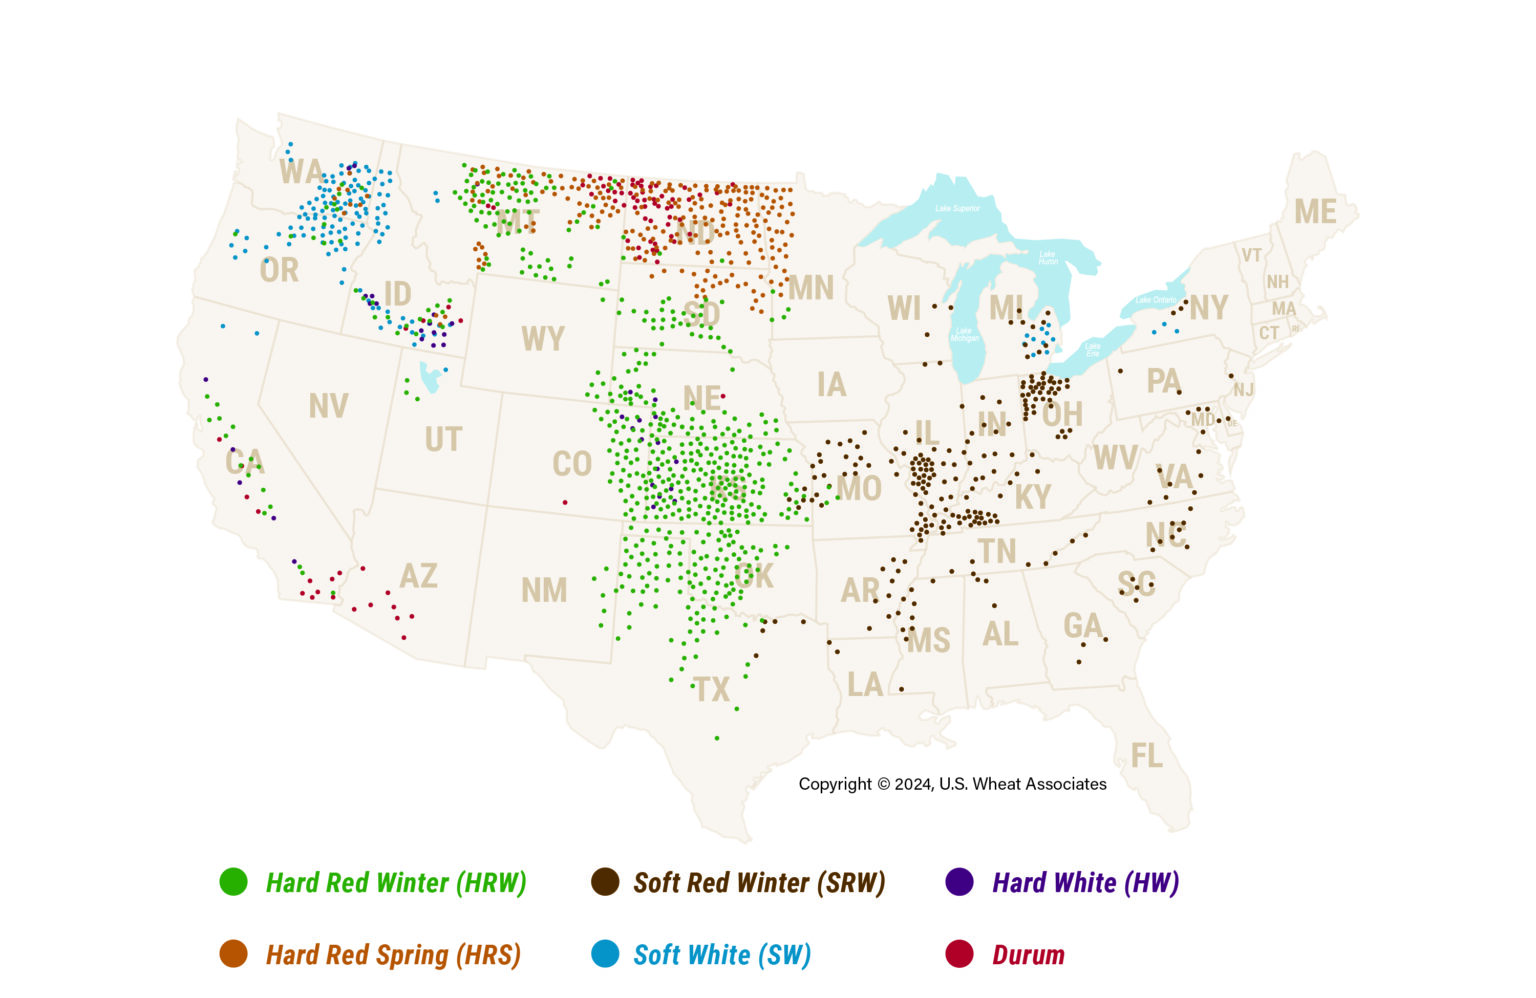 WA
MT
ND
MN
OR
ID
WY
SD
WI
MI
Lake Superior
Lake
Huron
Lake
Michigan
Lake
Erie
Lake Ontario
NY
VT
NH
ME
MA
CT
RI
NV
UT
CO
NE
IA
IL
IN
OH
PA
NJ
MD
DE
CA
KS
MO
KY
WV
VA
AZ
NM
OK
AR
TN
NC
SC
TX
LA
MS
AL
GA
FL
Copyright © 2024, U.S. Wheat Associates
Hard Red Winter (HRW)
Soft Red Winter (SRW)
Hard White (HW)
Hard Red Spring (HRS)
Soft White (SW)
Durum